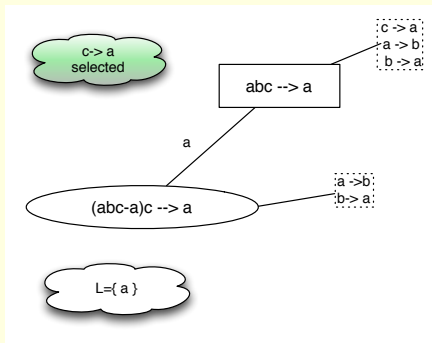 c-> a
selected
c -> a
a -> b
b -> a
abc --> a
a
(abc-a)c --> a
a ->b
b-> a
L={ a }